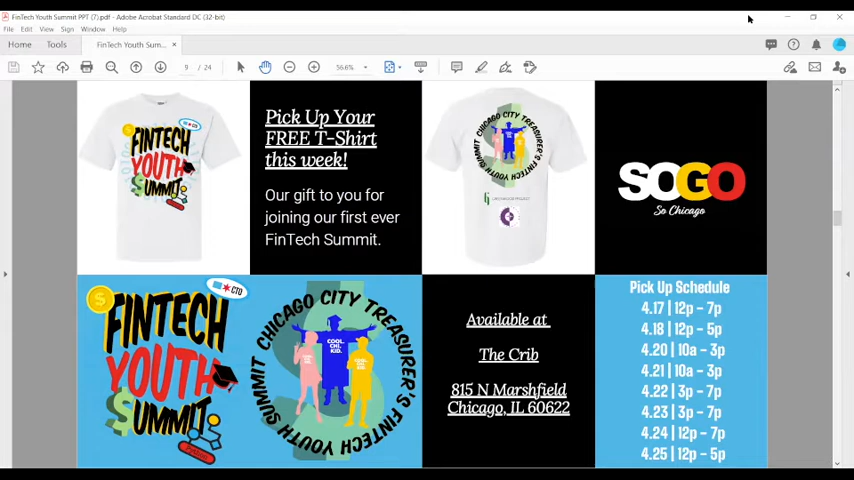 FinTech Youth Summit PPT (7).pdf - Adobe Acrobat Standard DC (32-bit)
File Edit View Sign Window Help
Home Tools FinTech Youth Sum... ×
9 / 24 56.6%
FINTECH
YOUTH
SUMMIT
Pick Up Your
FREE T-Shirt
this week!
Our gift to you for
joining our first ever
FinTech Summit.
CHICAGO CITY TREASURER'S FINTECH YOUTH SUMMIT
SOGO
So Chicago
CTO
FINTECH
YOUTH
SUMMIT
CHICAGO CITY TREASURER'S FINTECH YOUTH SUMMIT
COOL.
CHI.
KID.
COOL.
CHI.
KID.
COOL.
CHI.
KID.
Available at
The Crib
815 N Marshfield
Chicago, IL 60622
Pick Up Schedule
4.17 | 12p - 7p
4.18 | 12p - 5p
4.20 | 10a - 3p
4.21 | 10a - 3p
4.22 | 3p - 7p
4.23 | 3p - 7p
4.24 | 12p - 7p
4.25 | 12p - 5p